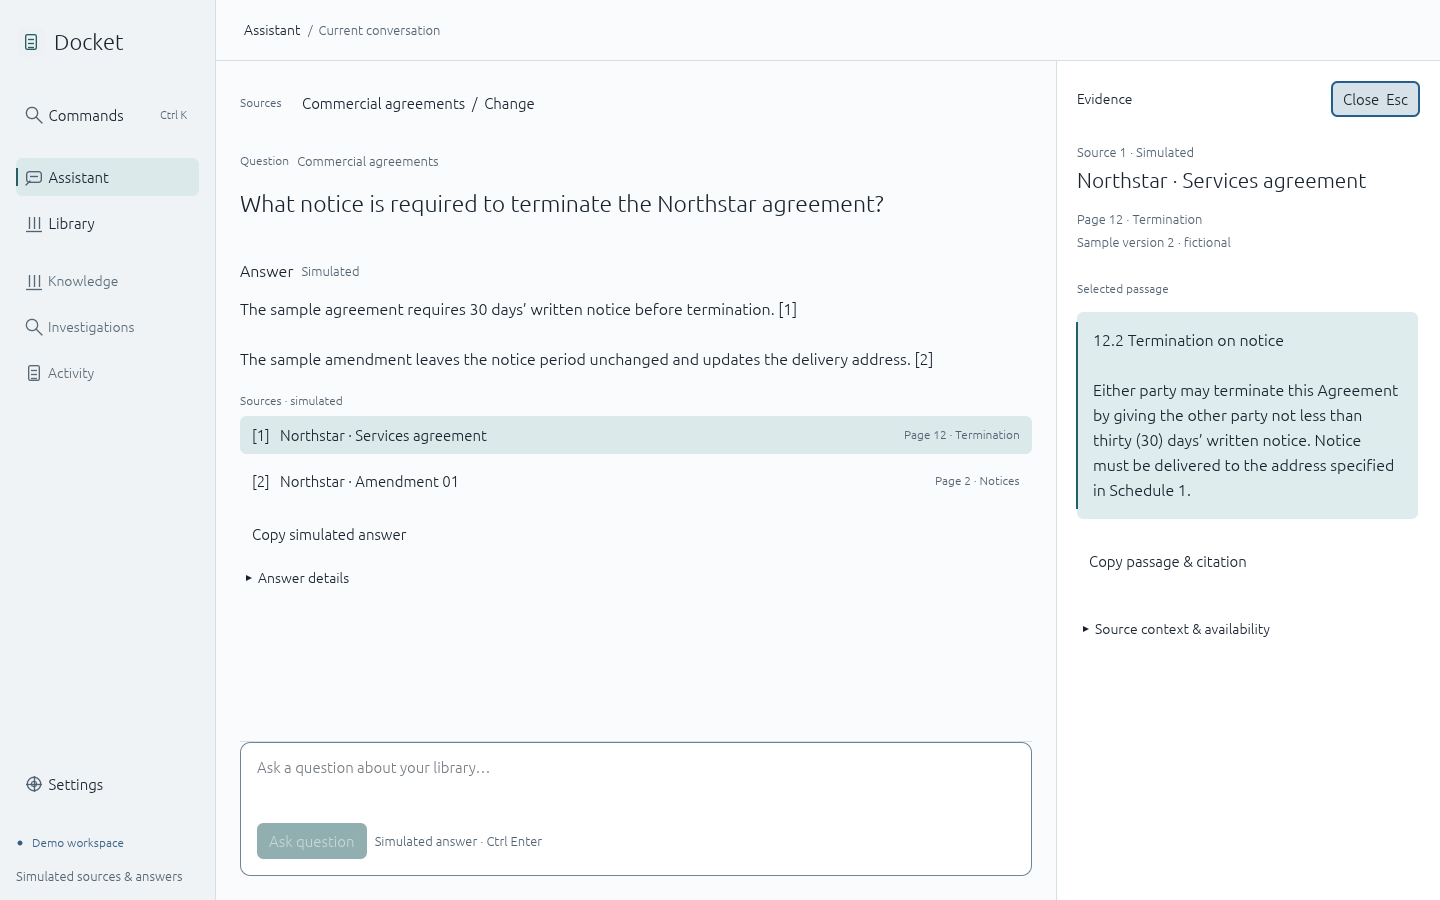 Docket
Commands Ctrl K
Assistant
Library
Knowledge
Investigations
Activity
Settings
Demo workspace
Simulated sources & answers
Assistant / Current conversation
Sources Commercial agreements / Change
Question Commercial agreements
What notice is required to terminate the Northstar agreement?
Answer Simulated
The sample agreement requires 30 days’ written notice before termination. [1]
The sample amendment leaves the notice period unchanged and updates the delivery address. [2]
Sources · simulated
[1] Northstar · Services agreement Page 12 · Termination
[2] Northstar · Amendment 01 Page 2 · Notices
Copy simulated answer
Answer details
Ask a question about your library…
Ask question Simulated answer · Ctrl Enter
Evidence Close Esc
Source 1 · Simulated
Northstar · Services agreement
Page 12 · Termination
Sample version 2 · fictional
Selected passage
12.2 Termination on notice
Either party may terminate this Agreement
by giving the other party not less than
thirty (30) days’ written notice. Notice
must be delivered to the address specified
in Schedule 1.
Copy passage & citation
Source context & availability